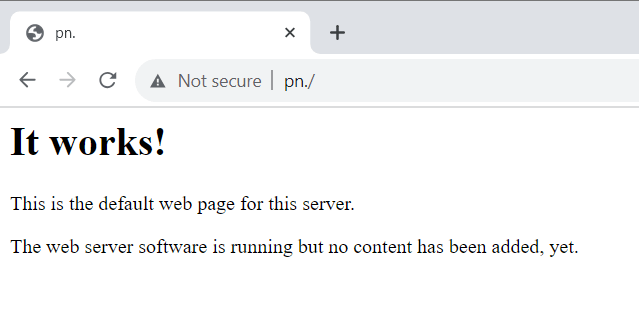 pn.
Not secure | pn./
It works!
This is the default web page for this server.
The web server software is running but no content has been added, yet.